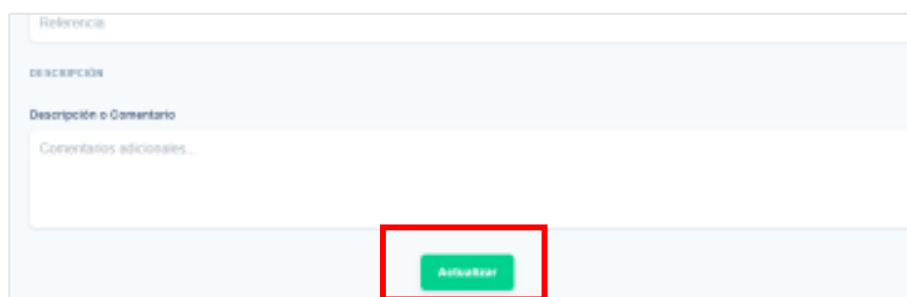 Referencia
DESCRIPCIÓN
Descripción o Comentario
Comentarios adicionales...
Actualizar